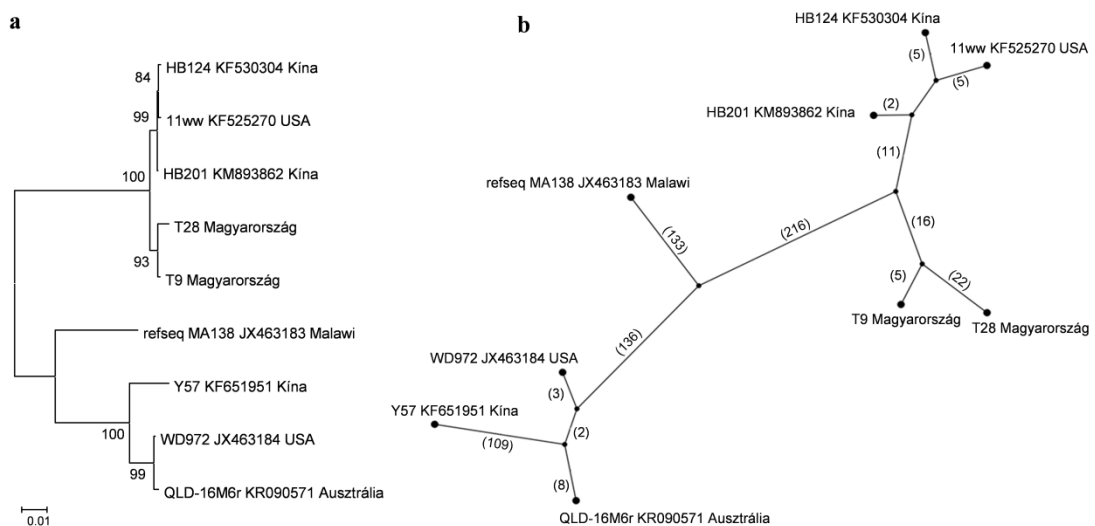 a
HB124 KF530304 Kína
84
99
11ww KF525270 USA
HB201 KM893862 Kína
100
T28 Magyarország
93
T9 Magyarország
refseq MA138 JX463183 Malawi
Y57 KF651951 Kína
100
WD972 JX463184 USA
99
QLD-16M6r KR090571 Ausztrália
0.01
b
HB124 KF530304 Kína
11ww KF525270 USA
(5)
(5)
(2)
HB201 KM893862 Kína
(11)
refseq MA138 JX463183 Malawi
(133)
(216)
(16)
(5)
(22)
T9 Magyarország
T28 Magyarország
(136)
WD972 JX463184 USA
(3)
Y57 KF651951 Kína
(2)
(109)
(8)
QLD-16M6r KR090571 Ausztrália